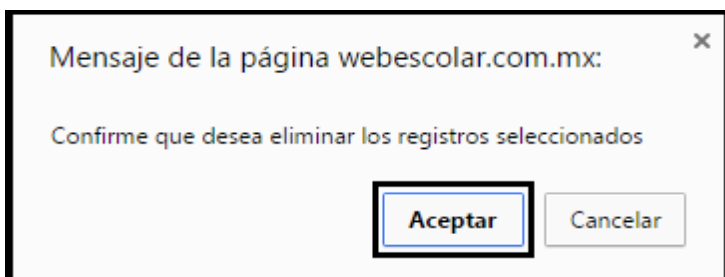 Mensaje de la página webescolar.com.mx:
Confirme que desea eliminar los registros seleccionados
Aceptar Cancelar